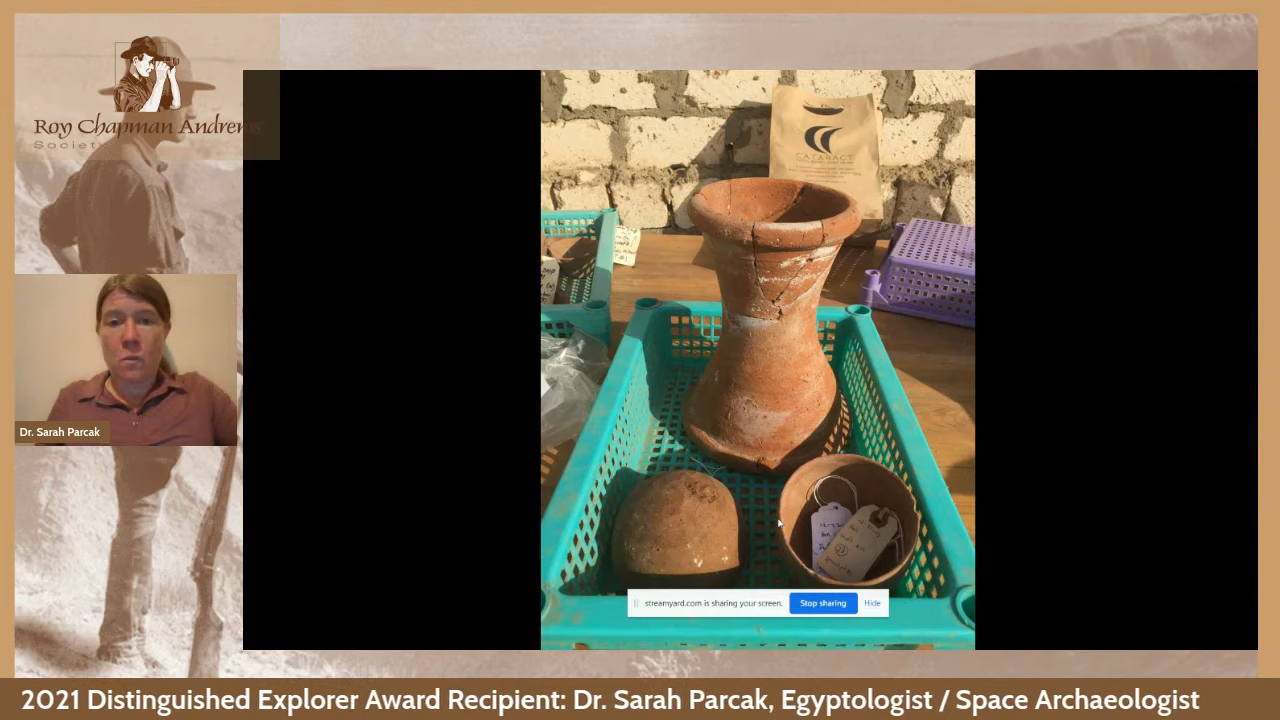 Roy Chapman Andrews
Society
CATARACT
Dr. Sarah Parcak
streamyard.com is sharing your screen.
Stop sharing
Hide
2021 Distinguished Explorer Award Recipient: Dr. Sarah Parcak, Egyptologist / Space Archaeologist